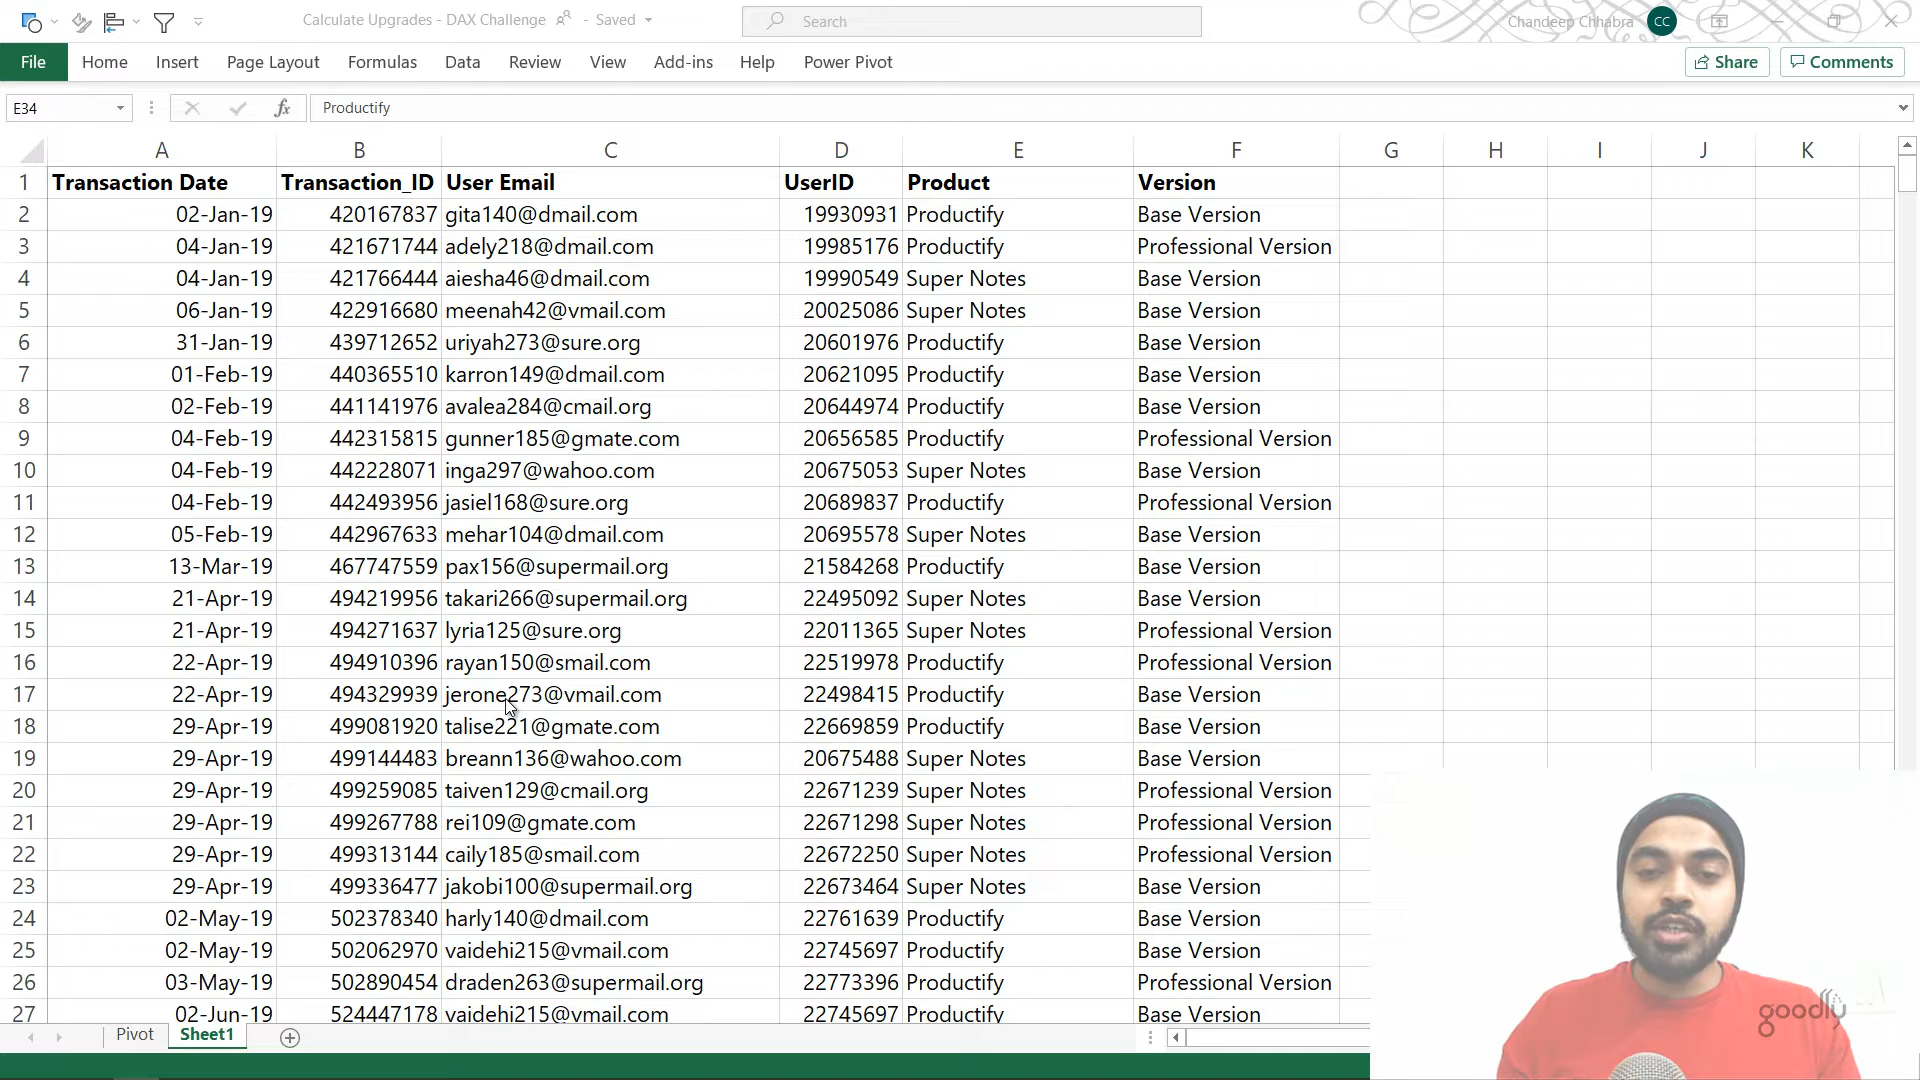 Calculate Upgrades - DAX Challenge - Saved
Search
Chandeep Chhabra CC
File Home Insert Page Layout Formulas Data Review View Add-ins Help Power Pivot Share Comments
E34 fx Productify
A B C D E F G H I J K
1 Transaction Date Transaction_ID User Email UserID Product Version
2 02-Jan-19 420167837 gita140@dmail.com 19930931 Productify Base Version
3 04-Jan-19 421671744 adely218@dmail.com 19985176 Productify Professional Version
4 04-Jan-19 421766444 aiesha46@dmail.com 19990549 Super Notes Base Version
5 06-Jan-19 422916680 meenah42@vmail.com 20025086 Super Notes Base Version
6 31-Jan-19 439712652 uriyah273@sure.org 20601976 Productify Base Version
7 01-Feb-19 440365510 karron149@dmail.com 20621095 Productify Base Version
8 02-Feb-19 441141976 avalea284@cmail.org 20644974 Productify Base Version
9 04-Feb-19 442315815 gunner185@gmate.com 20656585 Productify Professional Version
10 04-Feb-19 442228071 inga297@wahoo.com 20675053 Super Notes Base Version
11 04-Feb-19 442493956 jasiel168@sure.org 20689837 Productify Professional Version
12 05-Feb-19 442967633 mehar104@dmail.com 20695578 Super Notes Base Version
13 13-Mar-19 467747559 pax156@supermail.org 21584268 Productify Base Version
14 21-Apr-19 494219956 takari266@supermail.org 22495092 Super Notes Base Version
15 21-Apr-19 494271637 lyria125@sure.org 22011365 Super Notes Professional Version
16 22-Apr-19 494910396 rayan150@smail.com 22519978 Productify Professional Version
17 22-Apr-19 494329939 jerone273@vmail.com 22498415 Productify Base Version
18 29-Apr-19 499081920 talise221@gmate.com 22669859 Productify Base Version
19 29-Apr-19 499144483 breann136@wahoo.com 20675488 Super Notes Base Version
20 29-Apr-19 499259085 taiven129@cmail.org 22671239 Super Notes Professional Version
21 29-Apr-19 499267788 rei109@gmate.com 22671298 Super Notes Professional Version
22 29-Apr-19 499313144 caily185@smail.com 22672250 Super Notes Professional Version
23 29-Apr-19 499336477 jakobi100@supermail.org 22673464 Super Notes Base Version
24 02-May-19 502378340 harly140@dmail.com 22761639 Productify Base Version
25 02-May-19 502062970 vaidehi215@vmail.com 22745697 Productify Base Version
26 03-May-19 502890454 draden263@supermail.org 22773396 Productify Professional Version
27 02-Jun-19 524447178 vaidehi215@vmail.com 22745697 Productify Base Version
Pivot Sheet1
goodly